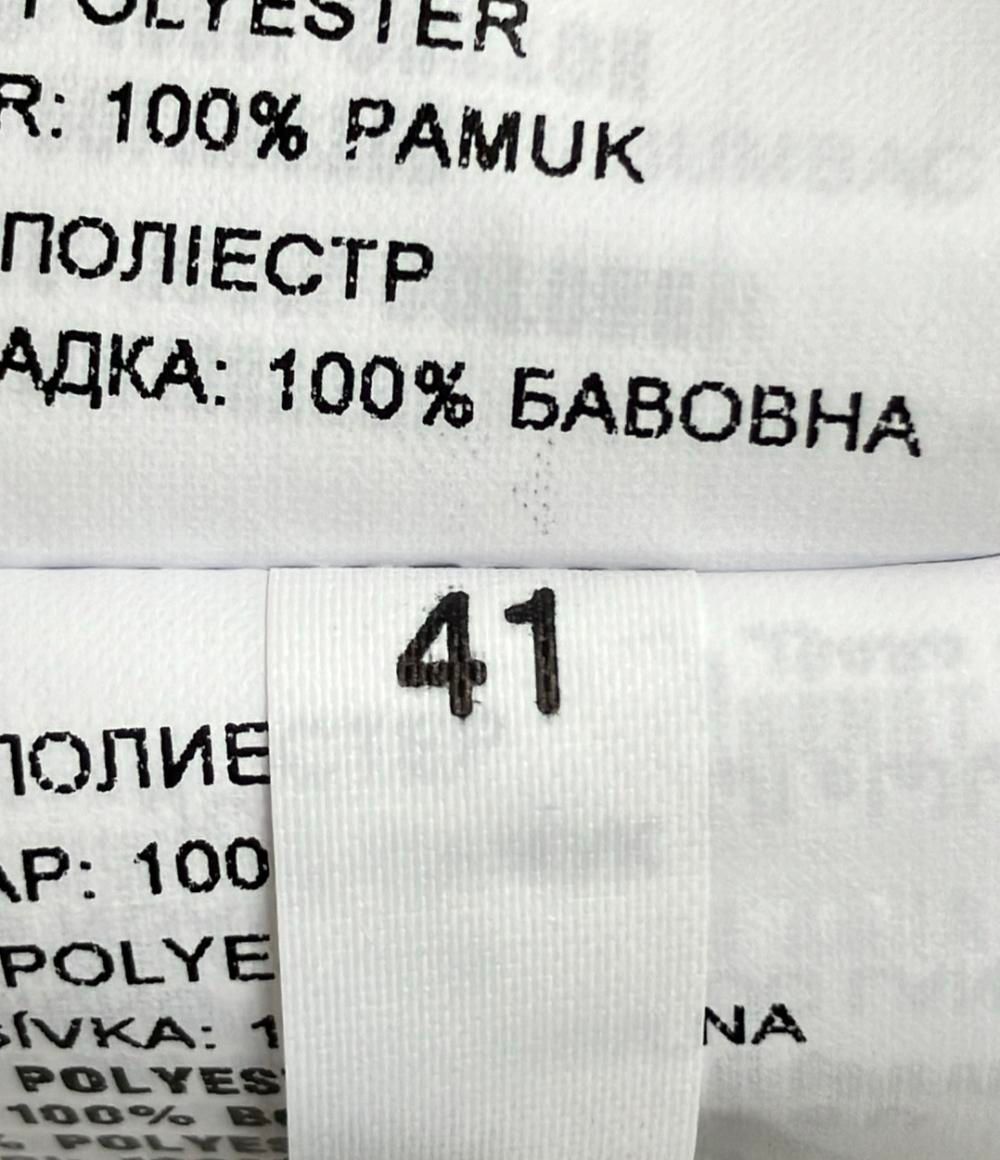 POLYESTER
R: 100% PAMUK
ПОЛІЕСТР
АДКА: 100% БАВОВНА
41
ПОЛИЕ
АР: 100
POLYE
SÍVKA: 1
NA
POLYES
100% B
% POLYES